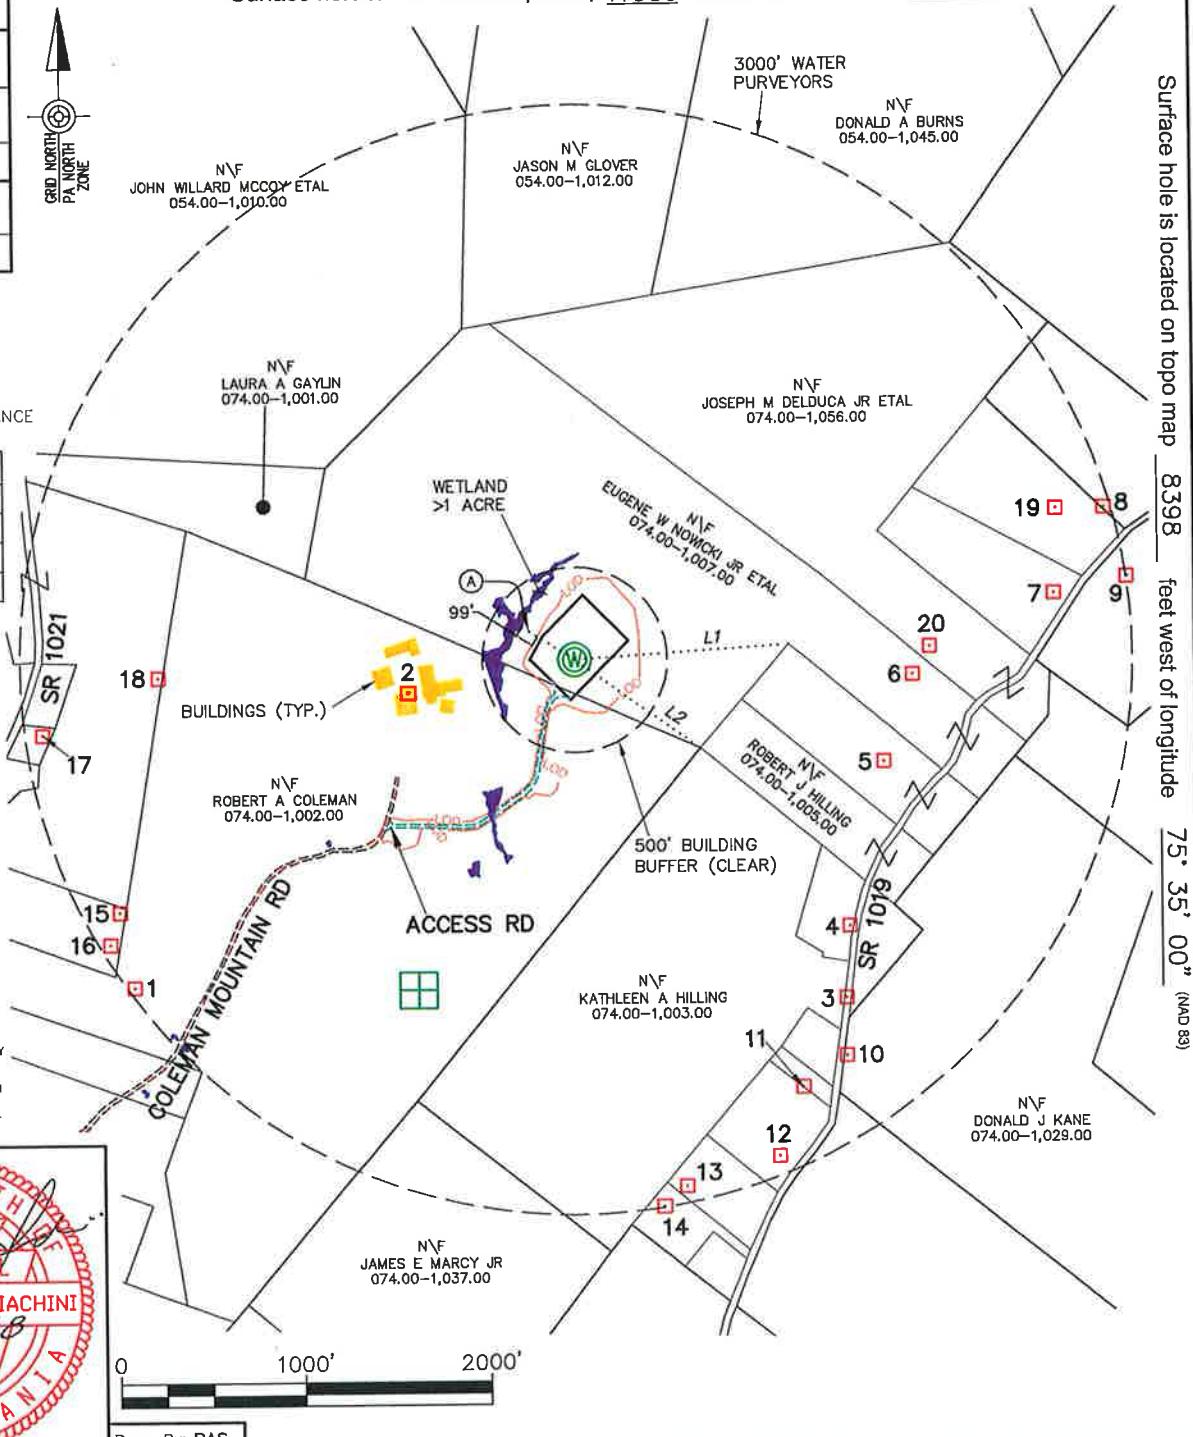 3000' WATER
PURVEYORS
N\F
DONALD A BURNS
054.00-1,045.00
N\F
JASON M GLOVER
054.00-1,012.00
N\F
JOHN WILLARD MCCOY ETAL
054.00-1,010.00
GRID NORTH
PA NORTH
ZONE
Surface hole is located on topo map 8398 feet west of longitude 75° 35' 00" (NAD 83)
N\F
LAURA A GAYLIN
074.00-1,001.00
N\F
JOSEPH M DELDUCA JR ETAL
074.00-1,056.00
NCE
WETLAND
>1 ACRE
N\F
EUGENE W NOWICKI JR ETAL
074.00-1,007.00
19
8
A
99'
LOD
7
9
W
L1
20
6
SR 1021
18
2
BUILDINGS (TYP.)
LOD
OD
L2
17
LOD
5
N\F
ROBERT J HILLING
074.00-1,005.00
N\F
ROBERT A COLEMAN
074.00-1,002.00
LOD
500' BUILDING
BUFFER (CLEAR)
ACCESS RD
15
16
1
COLEMAN MOUNTAIN RD
4
SR 1019
N\F
KATHLEEN A HILLING
074.00-1,003.00
3
11
10
N\F
DONALD J KANE
074.00-1,029.00
12
13
14
N\F
JAMES E MARCY JR
074.00-1,037.00
IACHINI
ANIA
0 1000' 2000'